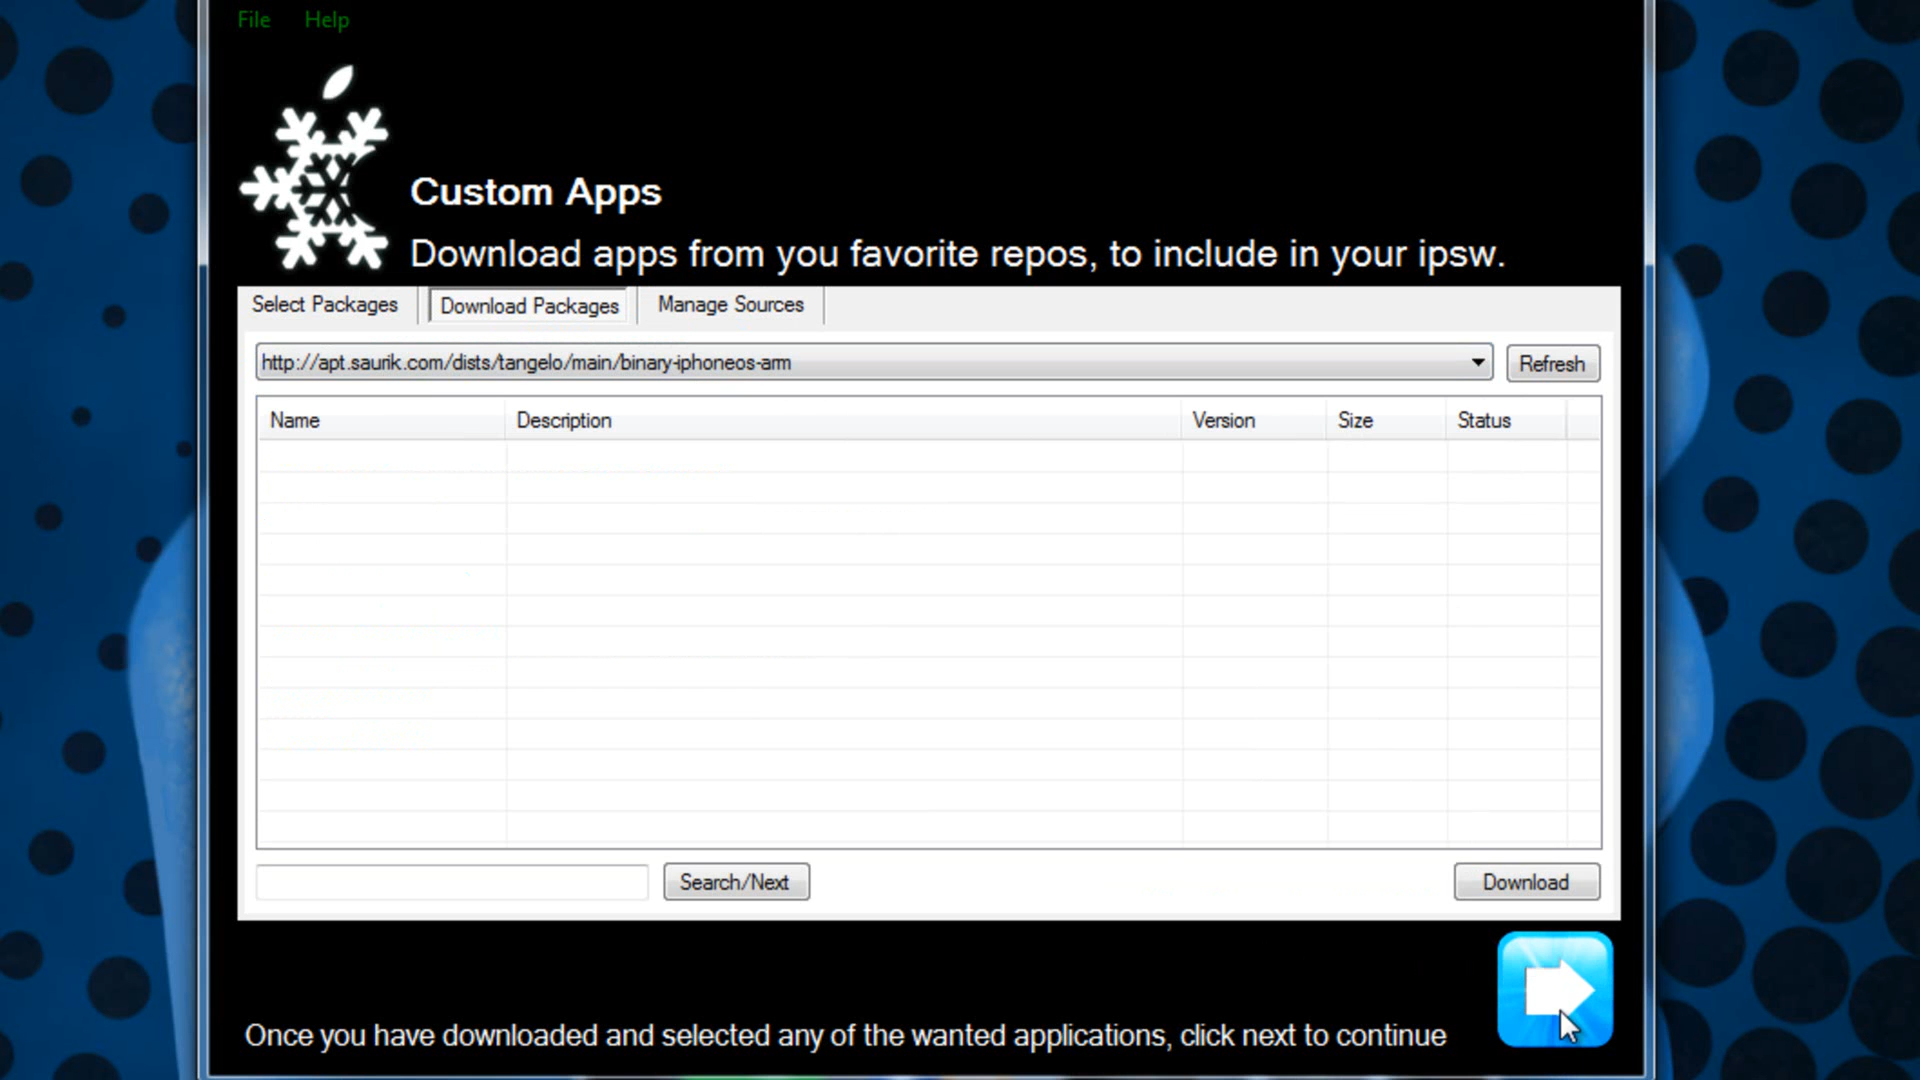 File Help
Custom Apps
Download apps from you favorite repos, to include in your ipsw.
Select Packages Download Packages Manage Sources
http://apt.saurik.com/dists/tangelo/main/binary-iphoneos-arm Refresh
Name Description Version Size Status
Search/Next Download
Once you have downloaded and selected any of the wanted applications, click next to continue